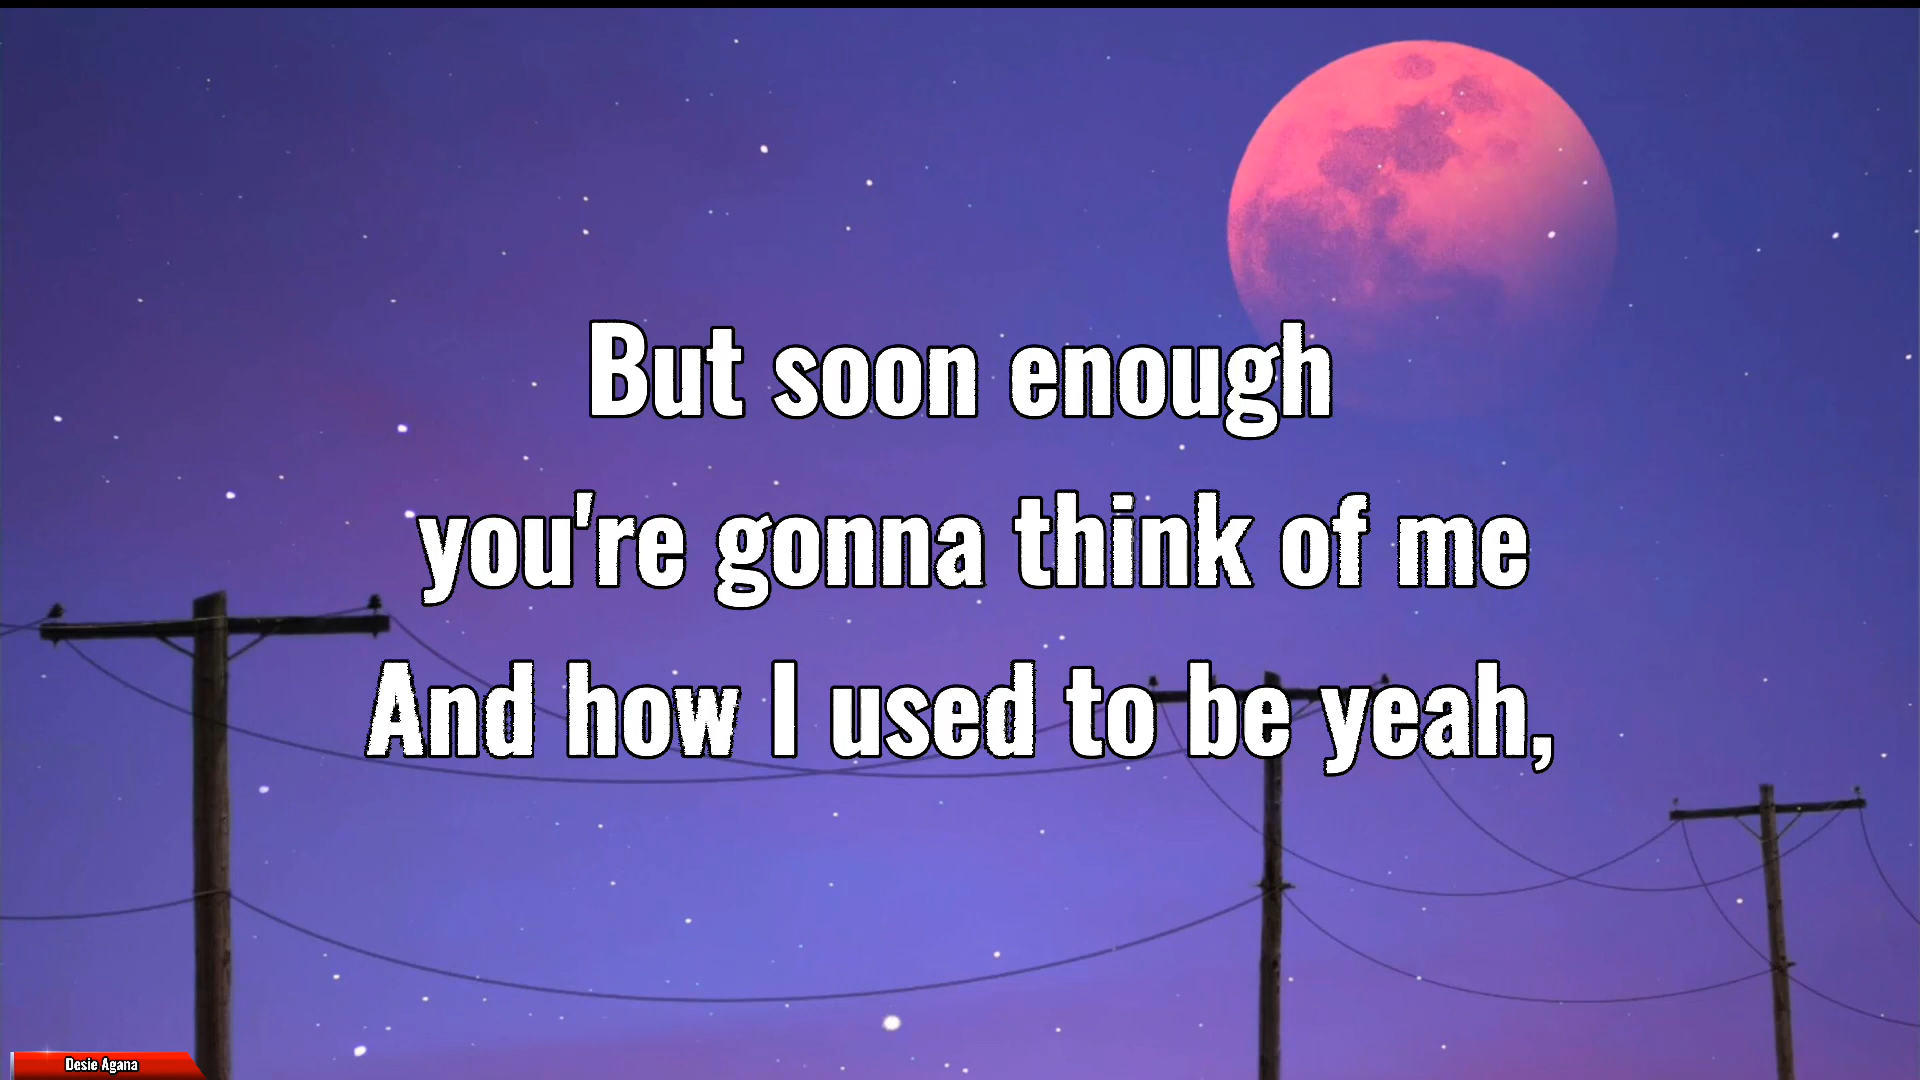 But soon enough
you're gonna think of me
And how I used to be yeah,
Desie Agana